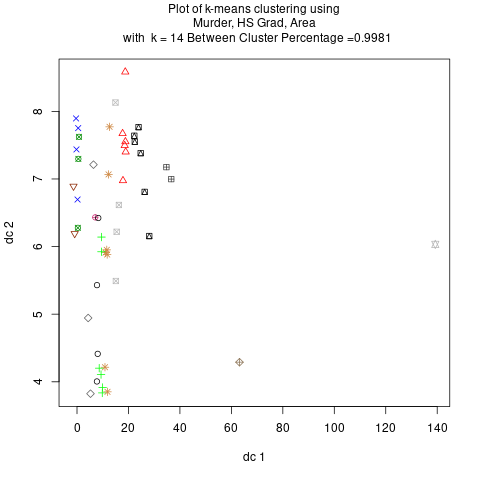 Plot of k-means clustering using
Murder, HS Grad, Area
with k = 14 Between Cluster Percentage =0.9981
8
7
6
5
4
dc 2
0
20
40
60
80
100
120
140
dc 1